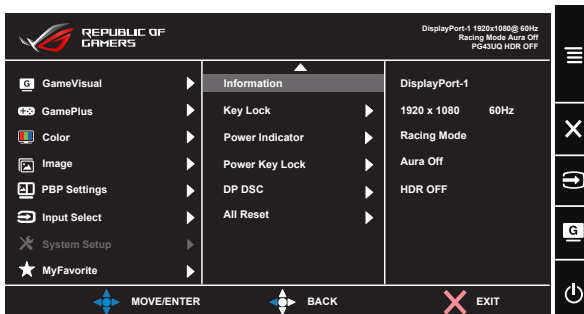 REPUBLIC OF
GAMERS
DisplayPort-1 1920x1080@ 60Hz
Racing Mode Aura Off
PG43UQ HDR OFF
G GameVisual
GamePlus
Color
Image
PBP Settings
Input Select
System Setup
MyFavorite
Information
Key Lock
Power Indicator
Power Key Lock
DP DSC
All Reset
DisplayPort-1
1920 x 1080 60Hz
Racing Mode
Aura Off
HDR OFF
G
MOVE/ENTER
BACK
EXIT